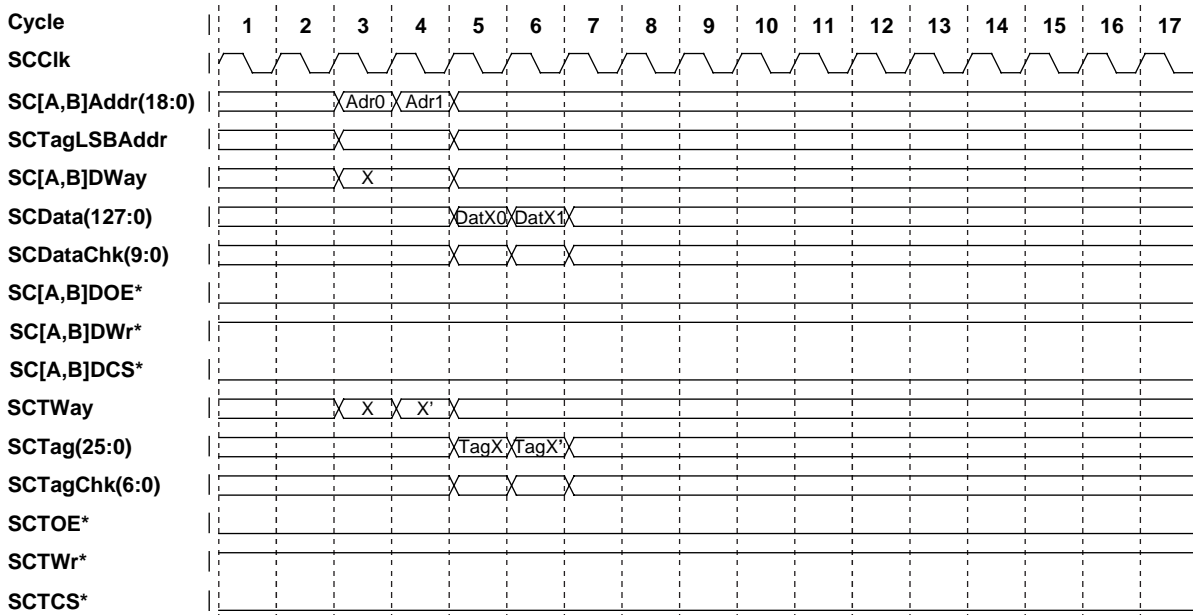 Cycle 1 2 3 4 5 6 7 8 9 10 11 12 13 14 15 16 17
SCClk
SC[A,B]Addr(18:0) Adr0 Adr1
SCTagLSBAddr
SC[A,B]DWay X
SCData(127:0) DatX0 DatX1
SCDataChk(9:0)
SC[A,B]DOE*
SC[A,B]DWr*
SC[A,B]DCS*
SCTWay X X’
SCTag(25:0) TagX TagX’
SCTagChk(6:0)
SCTOE*
SCTWr*
SCTCS*